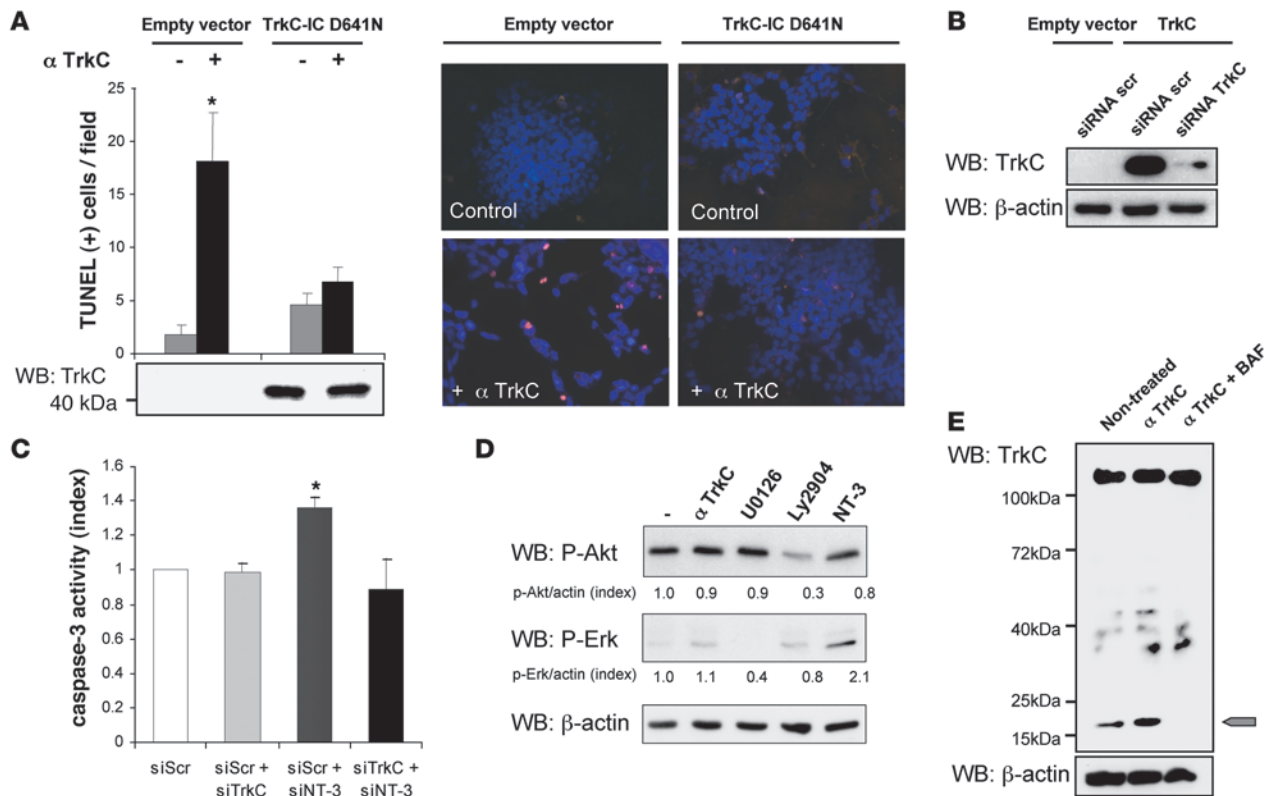 A
Empty vector TrkC-IC D641N
α TrkC - + - +
TUNEL (+) cells / field
25
20
15
10
5
0
*
WB: TrkC
40 kDa
Empty vector TrkC-IC D641N
Control Control
+ α TrkC + α TrkC
B
Empty vector TrkC
siRNA scr siRNA scr siRNA TrkC
WB: TrkC
WB: β-actin
C
caspase-3 activity (index)
1.6
1.4
1.2
1
0.8
0.6
0.4
0.2
0
*
siScr siScr + siTrkC siScr + siNT-3 siTrkC + siNT-3
D
- α TrkC U0126 Ly2904 NT-3
WB: P-Akt
p-Akt/actin (index) 1.0 0.9 0.9 0.3 0.8
WB: P-Erk
p-Erk/actin (index) 1.0 1.1 0.4 0.8 2.1
WB: β-actin
E
Non-treated α TrkC α TrkC + BAF
WB: TrkC
100kDa
72kDa
40kDa
25kDa
15kDa
WB: β-actin